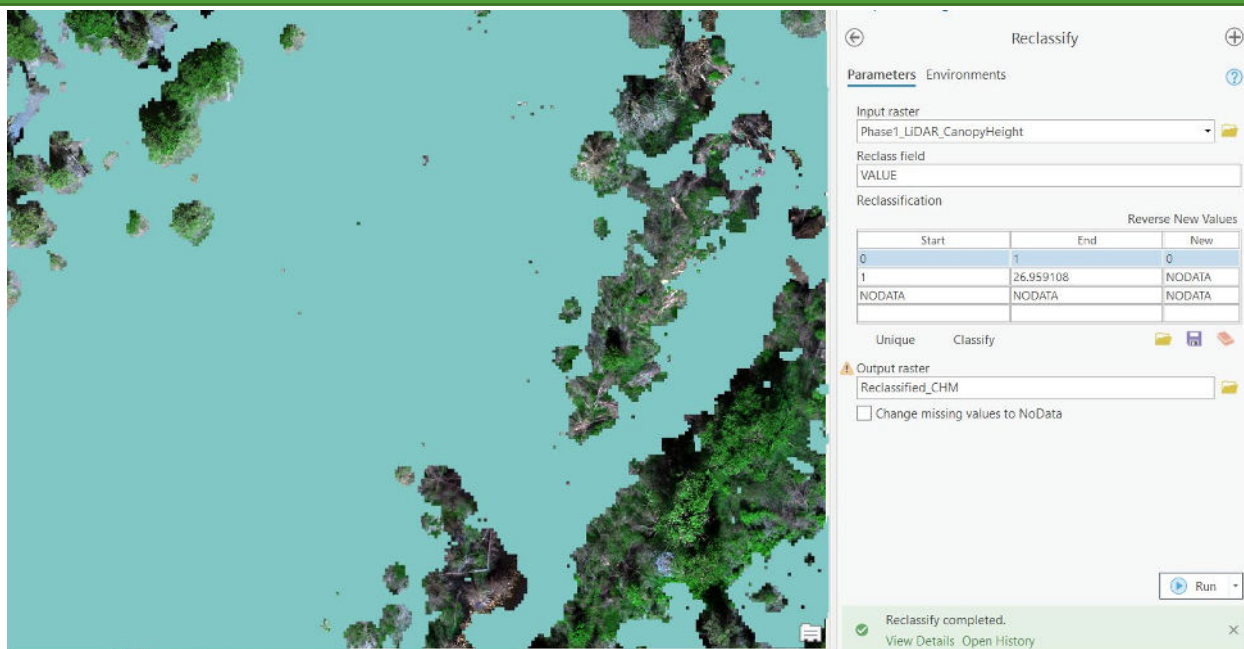 Reclassify
Parameters Environments
Input raster
Phase1_LiDAR_CanopyHeight
Reclass field
VALUE
Reclassification
Reverse New Values
Start End New
0 1 0
1 26.959108 NODATA
NODATA NODATA NODATA
Unique Classify
Output raster
Reclassified_CHM
Change missing values to NoData
Run
Reclassify completed.
View Details Open History